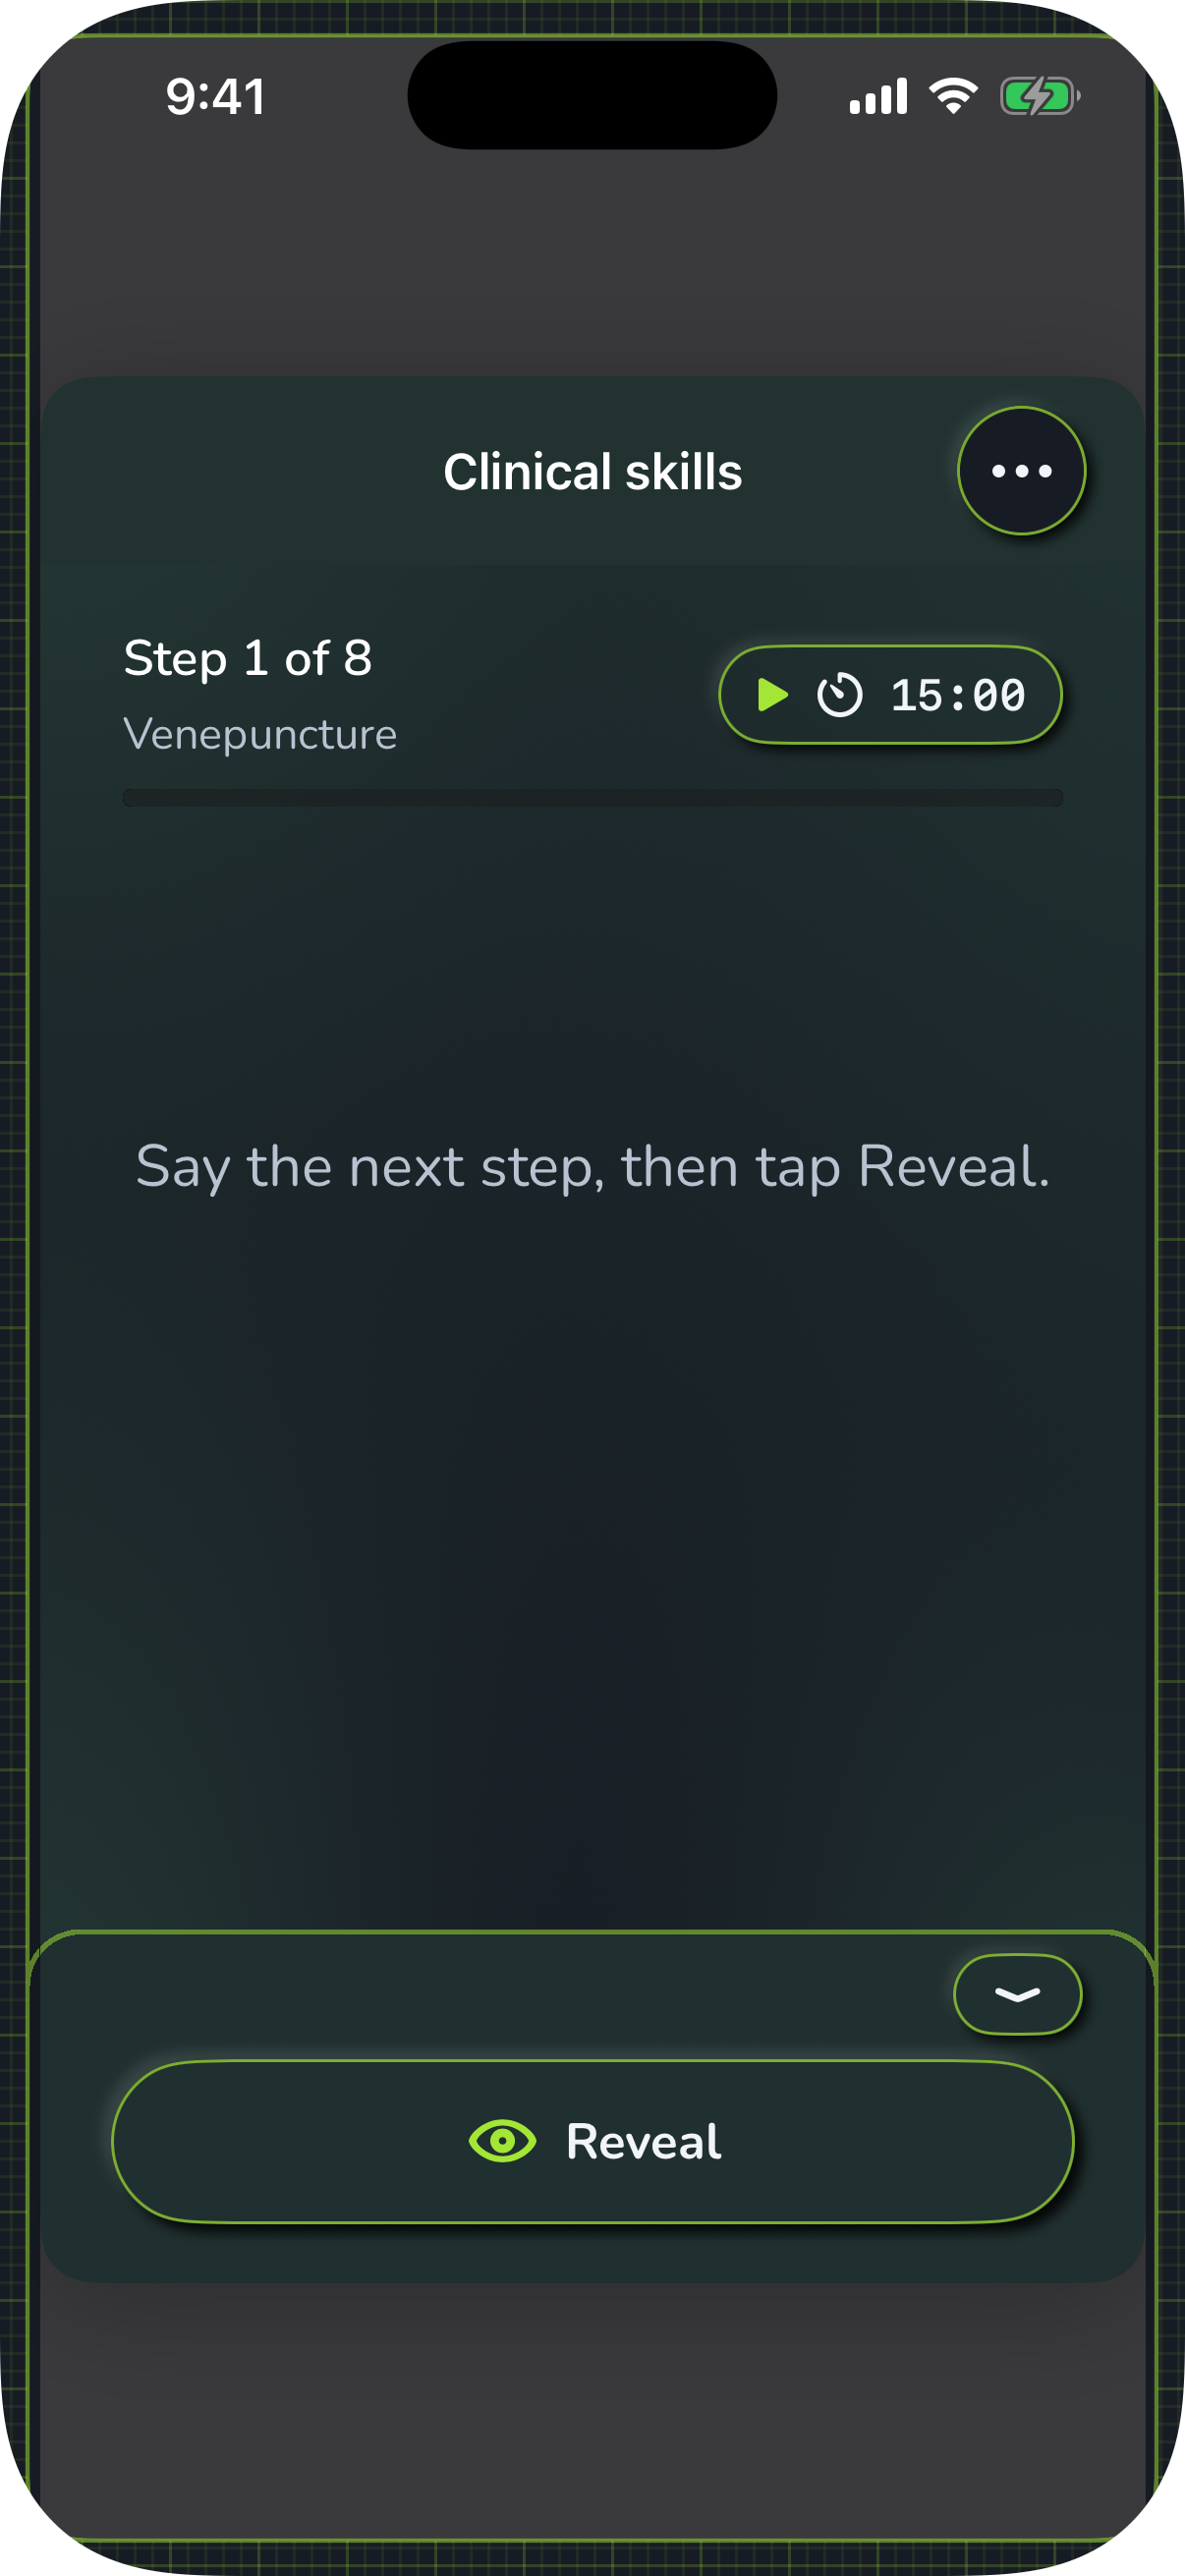 9:41
Clinical skills
Step 1 of 8
15:00
Venepuncture
Say the next step, then tap Reveal.
Reveal